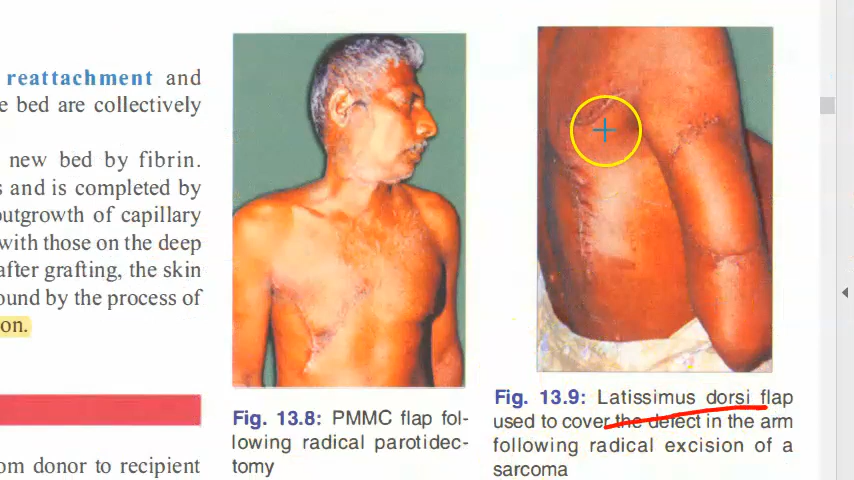 reattachment and
e bed are collectively
new bed by fibrin.
s and is completed by
outgrowth of capillary
with those on the deep
after grafting, the skin
ound by the process of
on.
om donor to recipient
Fig. 13.8: PMMC flap fol-
lowing radical parotidec-
tomy
Fig. 13.9: Latissimus dorsi flap
used to cover the defect in the arm
following radical excision of a
sarcoma